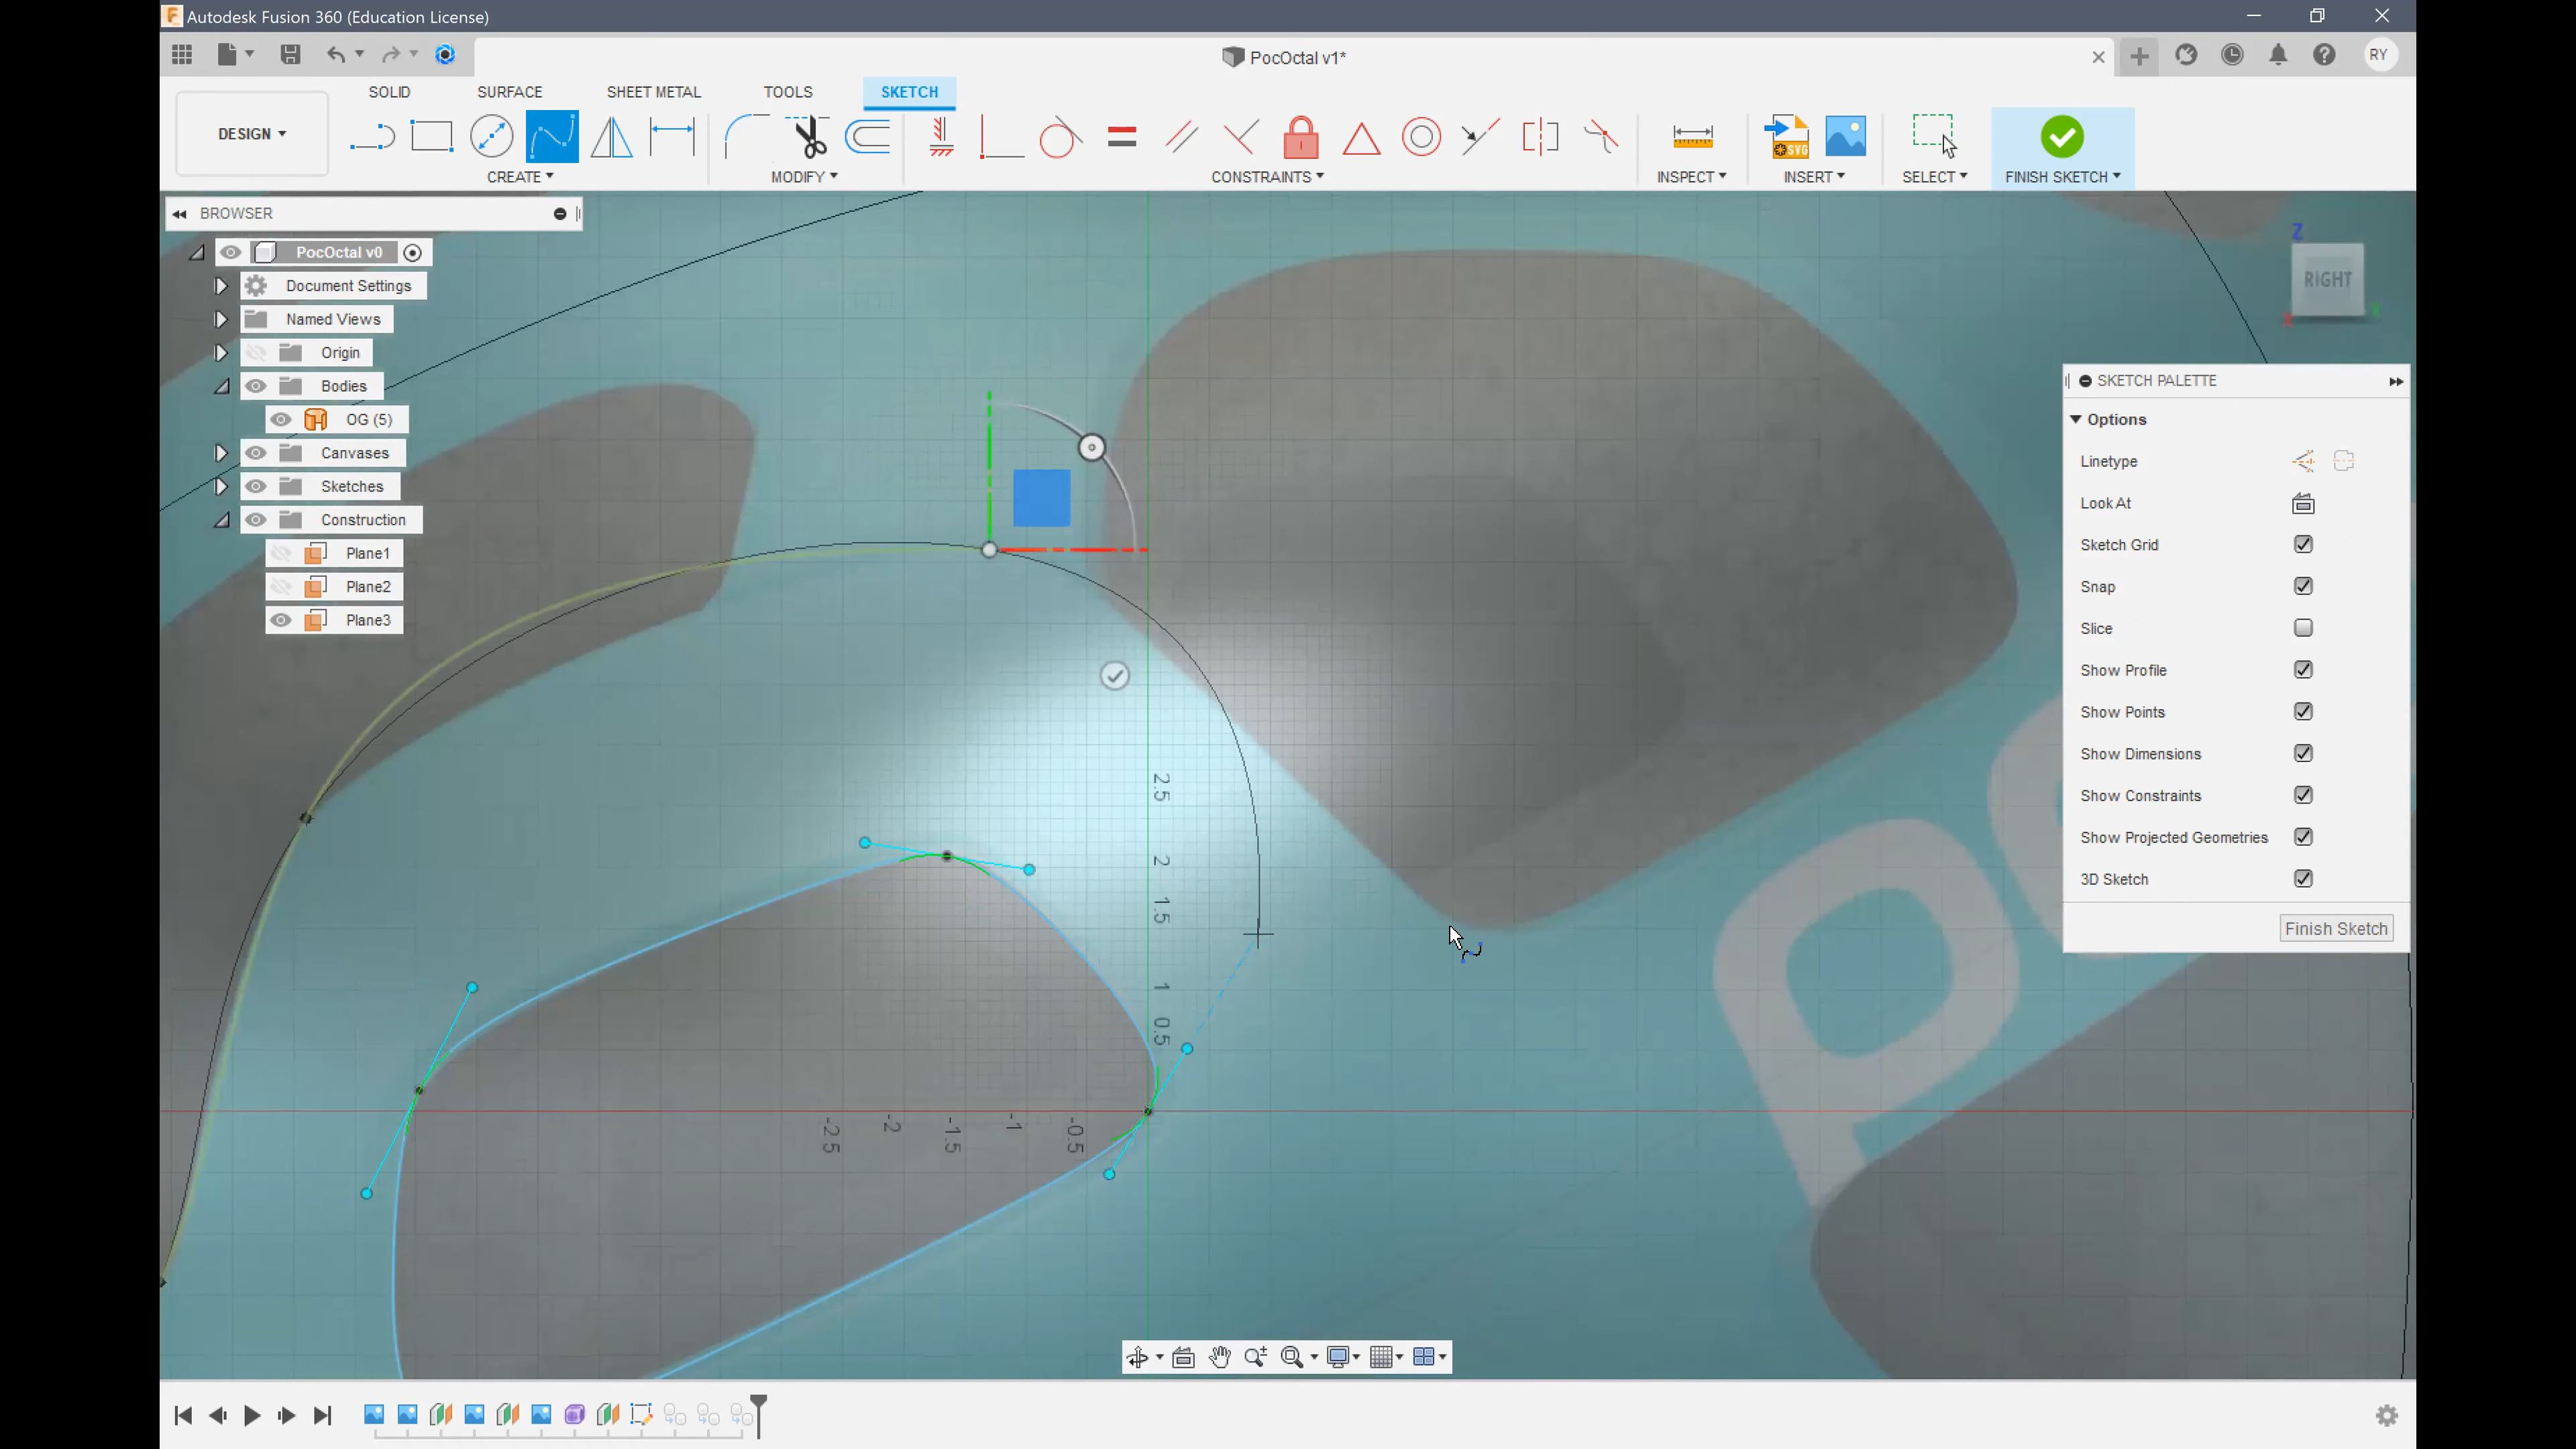 Autodesk Fusion 360 (Education License)
PocOctal v1*
RY
DESIGN
SOLID
SURFACE
SHEET METAL
TOOLS
SKETCH
SVG
CREATE
MODIFY
CONSTRAINTS
INSPECT
INSERT
SELECT
FINISH SKETCH
BROWSER
PocOctal v0
Document Settings
Named Views
Origin
Bodies
OG (5)
Canvases
Sketches
Construction
Plane1
Plane2
Plane3
Z
RIGHT
X
Y
SKETCH PALETTE
Options
Linetype
Look At
Sketch Grid
Snap
Slice
Show Profile
Show Points
Show Dimensions
Show Constraints
Show Projected Geometries
3D Sketch
Finish Sketch
2.5
2
1.5
1
0.5
-2.5
-2
-1.5
-1
-0.5
P